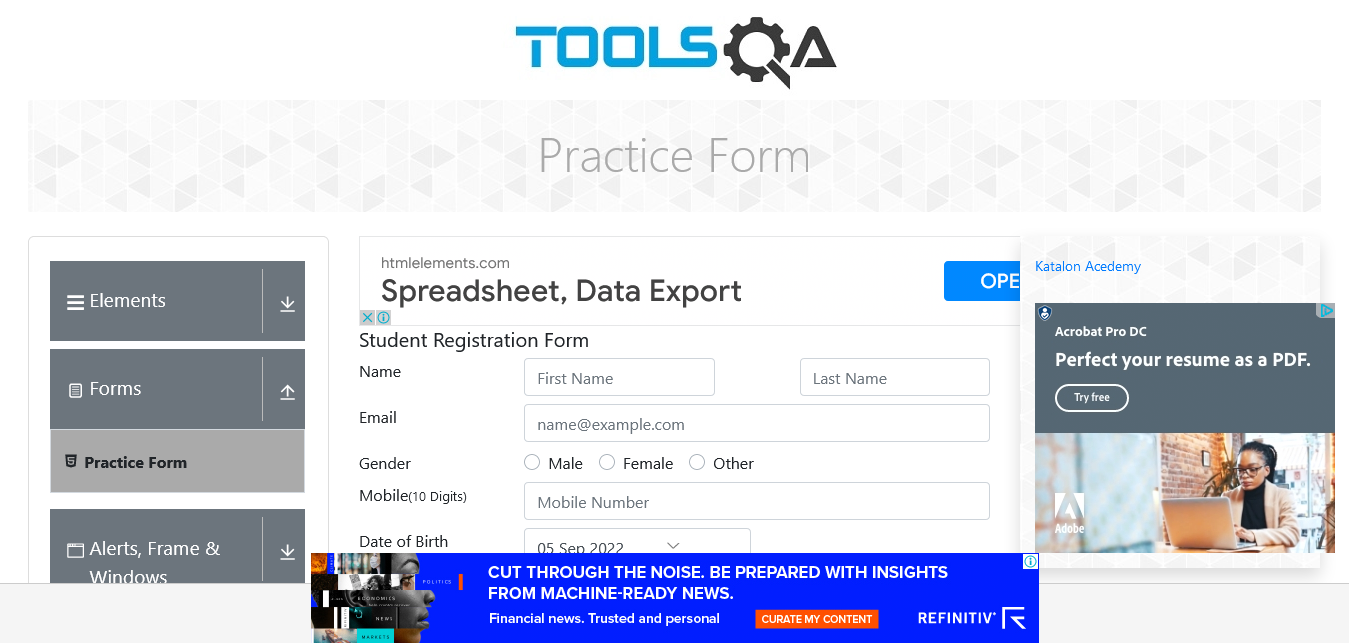 TOOLSQA
Practice Form
Elements
Forms
Practice Form
Alerts, Frame &
Windows
htmlelements.com
Spreadsheet, Data Export
OPE
Student Registration Form
Name
First Name
Last Name
Email
name@example.com
Gender
Male
Female
Other
Mobile(10 Digits)
Mobile Number
Date of Birth
05 Sep 2022
Katalon Acedemy
Acrobat Pro DC
Perfect your resume as a PDF.
Try free
Adobe
POLITICS
ECONOMICS
NEWS
MARKETS
CUT THROUGH THE NOISE. BE PREPARED WITH INSIGHTS
FROM MACHINE-READY NEWS.
Financial news. Trusted and personal
CURATE MY CONTENT
REFINITIV